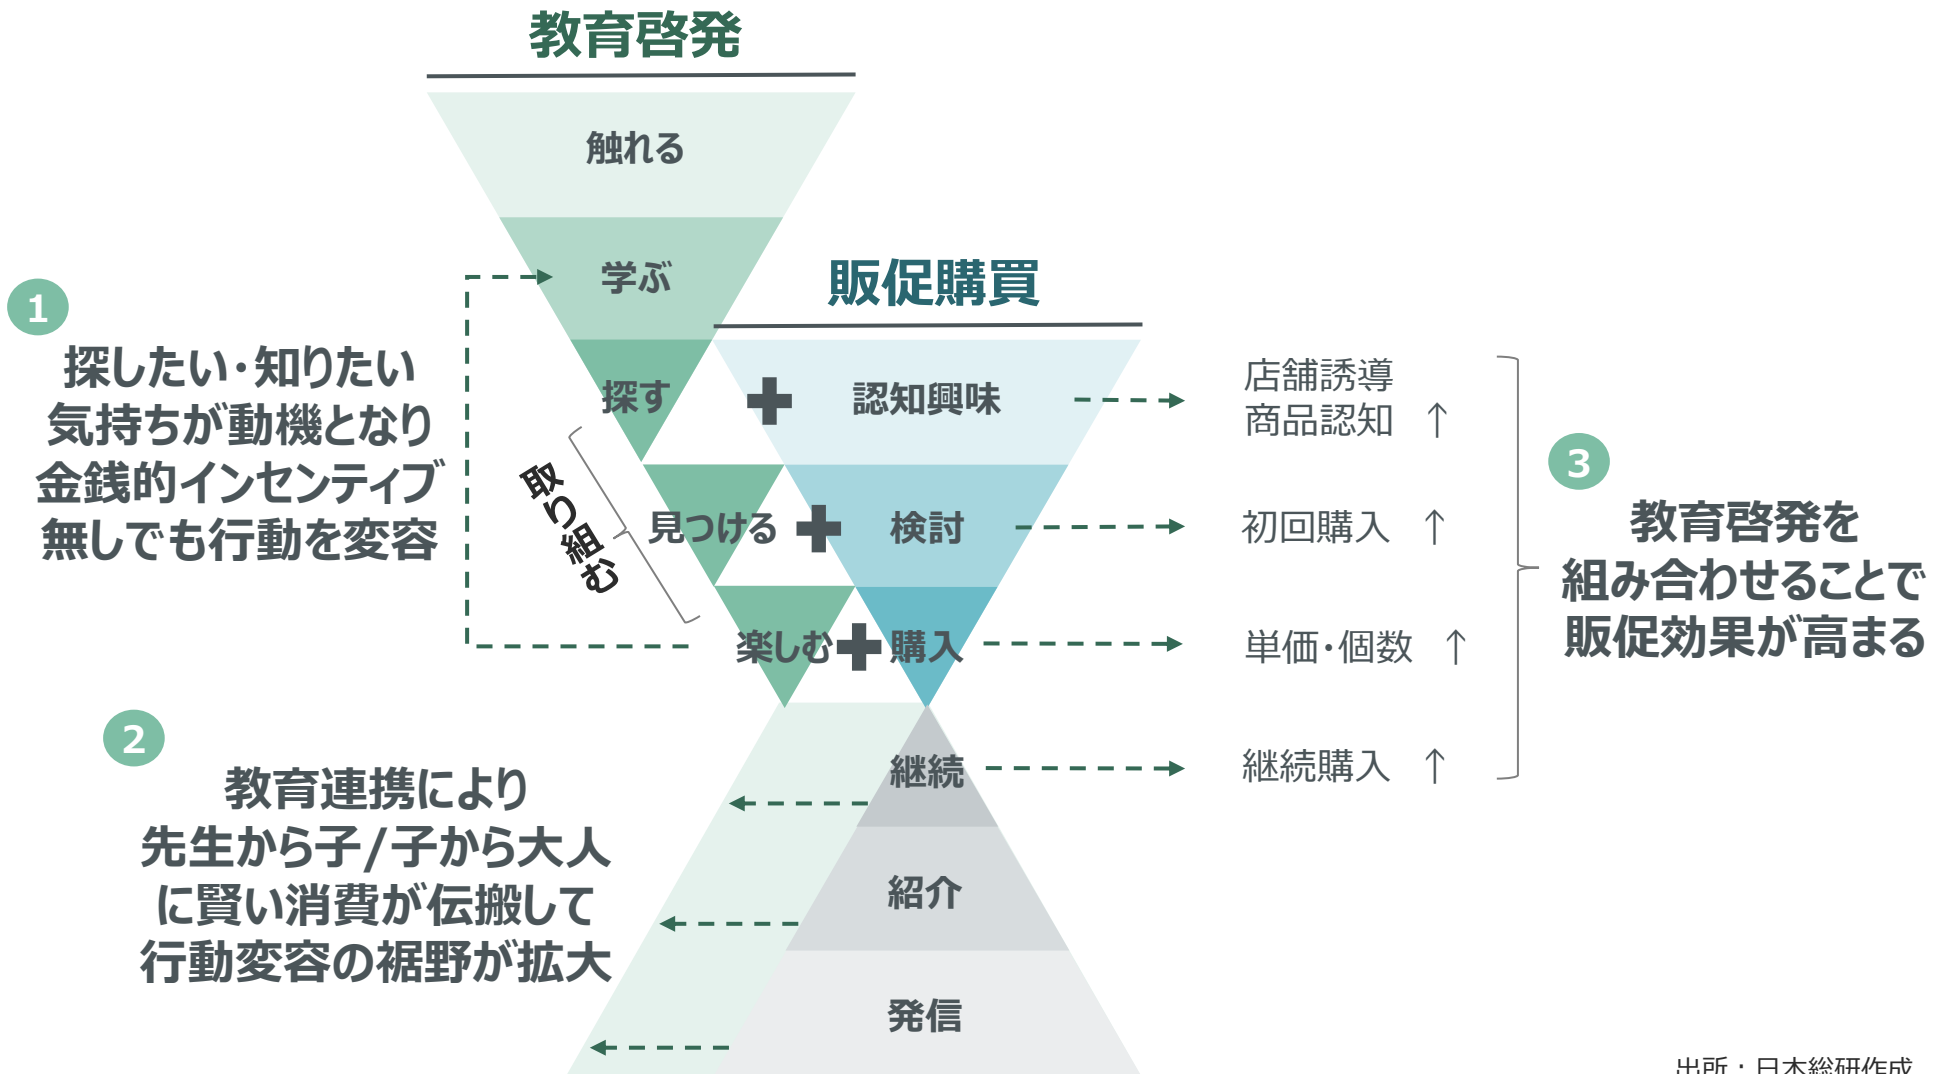 教育啓発
触れる
学ぶ
販促購買
1
探したい・知りたい
気持ちが動機となり
金銭的インセンティブ
無しでも行動を変容
探す
認知興味
店舗誘導
商品認知 ↑
取り組む
見つける
検討
初回購入 ↑
3
教育啓発を
組み合わせることで
販促効果が高まる
楽しむ
購入
単価・個数 ↑
2
教育連携により
先生から子/子から大人
に賢い消費が伝搬して
行動変容の裾野が拡大
継続
継続購入 ↑
紹介
発信
出所：日本総研作成